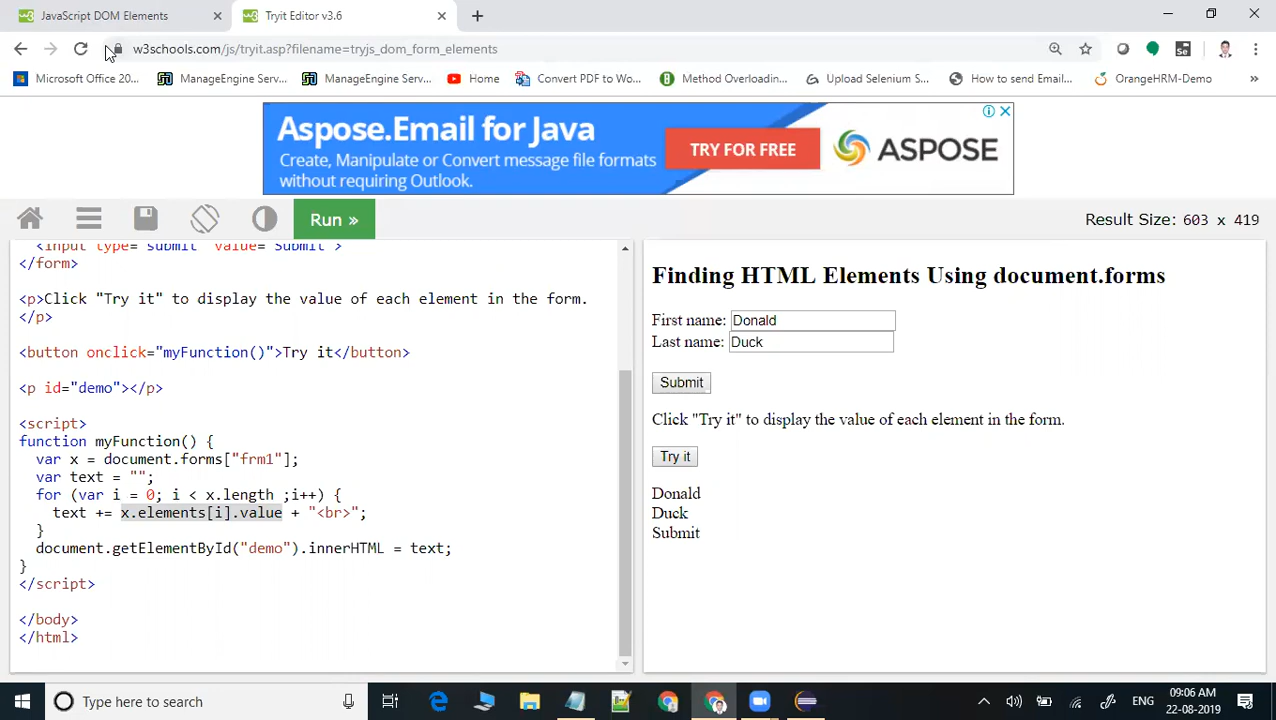 JavaScript DOM Elements
Tryit Editor v3.6
w3schools.com/js/tryit.asp?filename=tryjs_dom_form_elements
Microsoft Office 20...
ManageEngine Serv...
ManageEngine Serv...
Home
Convert PDF to Wo...
Method Overloadin...
Upload Selenium S...
How to send Email...
OrangeHRM-Demo
»
Aspose.Email for Java
Create, Manipulate or Convert message file formats
without requiring Outlook.
TRY FOR FREE
ASPOSE
Run »
Result Size: 603 x 419
<input type="submit" value="Submit">
</form>
<p>Click "Try it" to display the value of each element in the form.
</p>
<button onclick="myFunction()">Try it</button>
<p id="demo"></p>
<script>
function myFunction() {
var x = document.forms["frm1"];
var text = "";
for (var i = 0; i < x.length ;i++) {
text += x.elements[i].value + "<br>";
}
document.getElementById("demo").innerHTML = text;
}
</script>
</body>
</html>
Finding HTML Elements Using document.forms
First name: Donald
Last name: Duck
Submit
Click "Try it" to display the value of each element in the form.
Try it
Donald
Duck
Submit
Type here to search
ENG
09:06 AM
22-08-2019